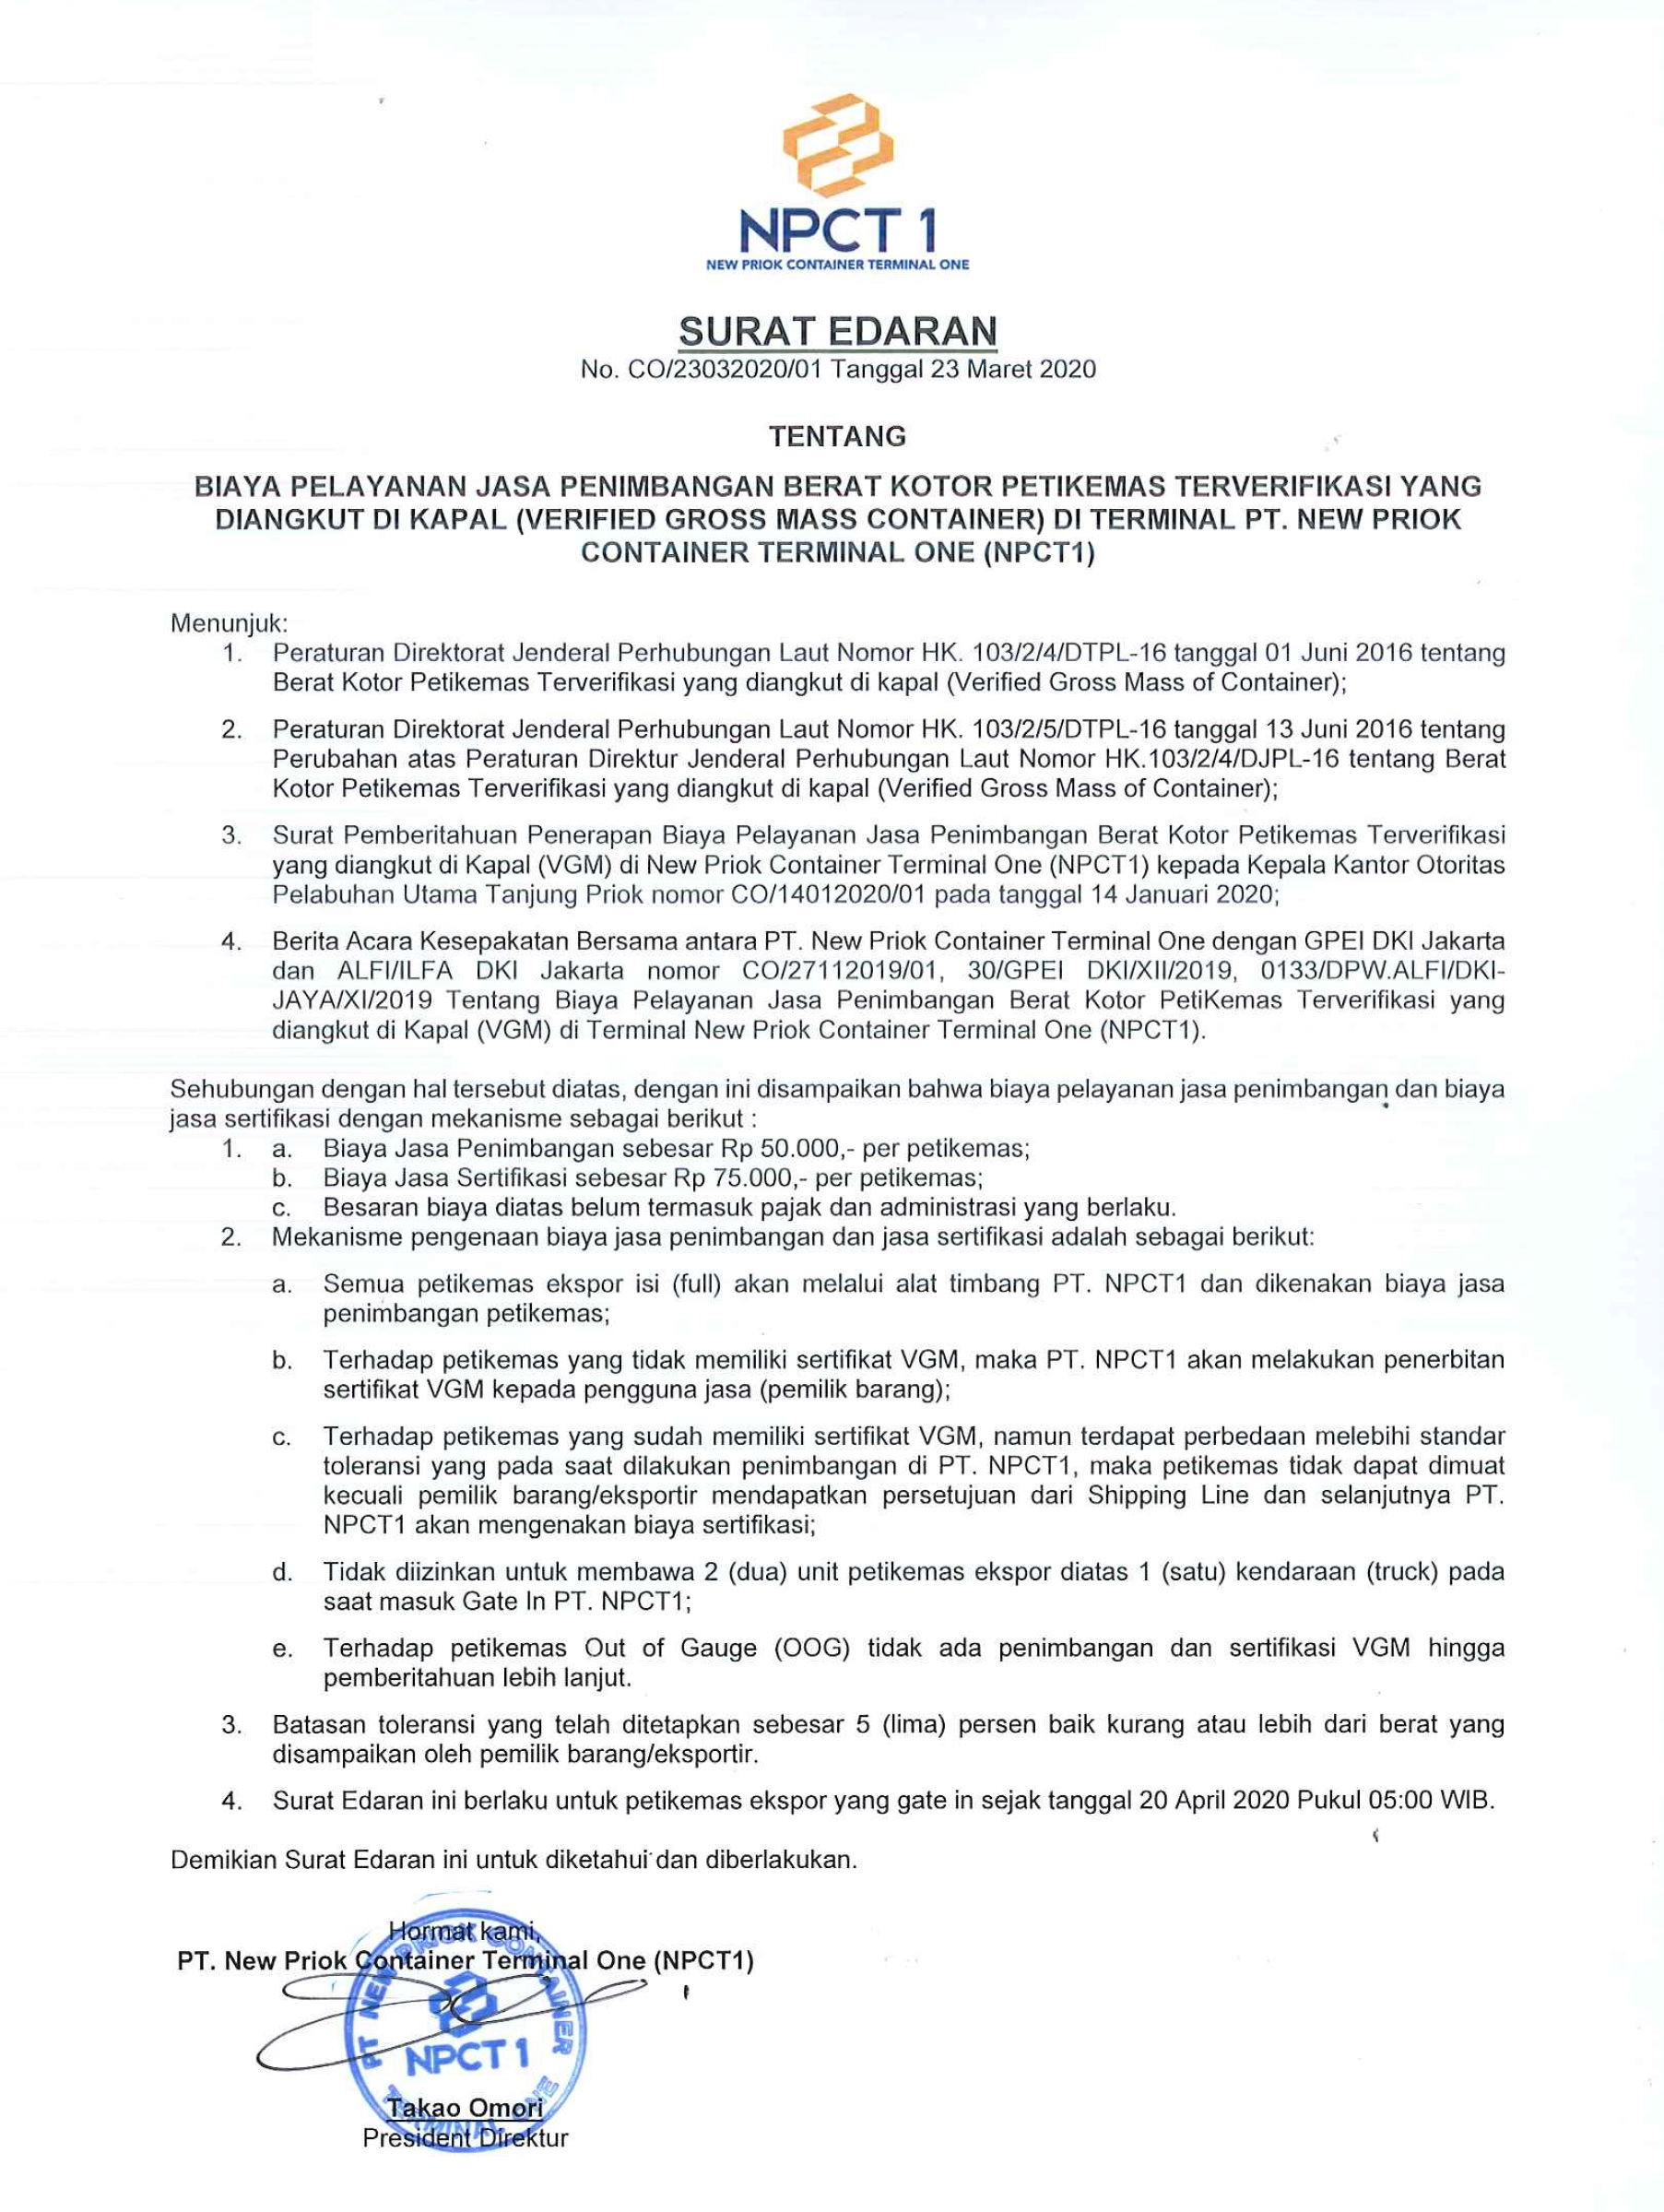 NPCT 1
NEW PRIOK CONTAINER TERMINAL ONE
SURAT EDARAN
No. CO/23032020/01 Tanggal 23 Maret 2020
TENTANG
BIAYA PELAYANAN JASA PENIMBANGAN BERAT KOTOR PETIKEMAS TERVERIFIKASI YANG
DIANGKUT DI KAPAL (VERIFIED GROSS MASS CONTAINER) DI TERMINAL PT. NEW PRIOK
CONTAINER TERMINAL ONE (NPCT1)
Menunjuk:
1. Peraturan Direktorat Jenderal Perhubungan Laut Nomor HK. 103/2/4/DTPL-16 tanggal 01 Juni 2016 tentang
Berat Kotor Petikemas Terverifikasi yang diangkut di kapal (Verified Gross Mass of Container);
2. Peraturan Direktorat Jenderal Perhubungan Laut Nomor HK. 103/2/5/DTPL-16 tanggal 13 Juni 2016 tentang
Perubahan atas Peraturan Direktur Jenderal Perhubungan Laut Nomor HK.103/2/4/DJPL-16 tentang Berat
Kotor Petikemas Terverifikasi yang diangkut di kapal (Verified Gross Mass of Container);
3. Surat Pemberitahuan Penerapan Biaya Pelayanan Jasa Penimbangan Berat Kotor Petikemas Terverifikasi
yang diangkut di Kapal (VGM) di New Priok Container Terminal One (NPCT1) kepada Kepala Kantor Otoritas
Pelabuhan Utama Tanjung Priok nomor CO/14012020/01 pada tanggal 14 Januari 2020;
4. Berita Acara Kesepakatan Bersama antara PT. New Priok Container Terminal One dengan GPEI DKI Jakarta
dan ALFI/ILFA DKI Jakarta nomor CO/27112019/01, 30/GPEI DKI/XII/2019, 0133/DPW.ALFI/DKI-
JAYA/XI/2019 Tentang Biaya Pelayanan Jasa Penimbangan Berat Kotor PetiKemas Terverifikasi yang
diangkut di Kapal (VGM) di Terminal New Priok Container Terminal One (NPCT1).
Sehubungan dengan hal tersebut diatas, dengan ini disampaikan bahwa biaya pelayanan jasa penimbangan dan biaya
jasa sertifikasi dengan mekanisme sebagai berikut :
1. a. Biaya Jasa Penimbangan sebesar Rp 50.000,- per petikemas;
b. Biaya Jasa Sertifikasi sebesar Rp 75.000,- per petikemas;
c. Besaran biaya diatas belum termasuk pajak dan administrasi yang berlaku.
2. Mekanisme pengenaan biaya jasa penimbangan dan jasa sertifikasi adalah sebagai berikut:
a. Semua petikemas ekspor isi (full) akan melalui alat timbang PT. NPCT1 dan dikenakan biaya jasa
penimbangan petikemas;
b. Terhadap petikemas yang tidak memiliki sertifikat VGM, maka PT. NPCT1 akan melakukan penerbitan
sertifikat VGM kepada pengguna jasa (pemilik barang);
c. Terhadap petikemas yang sudah memiliki sertifikat VGM, namun terdapat perbedaan melebihi standar
toleransi yang pada saat dilakukan penimbangan di PT. NPCT1, maka petikemas tidak dapat dimuat
kecuali pemilik barang/eksportir mendapatkan persetujuan dari Shipping Line dan selanjutnya PT.
NPCT1 akan mengenakan biaya sertifikasi;
d. Tidak diizinkan untuk membawa 2 (dua) unit petikemas ekspor diatas 1 (satu) kendaraan (truck) pada
saat masuk Gate In PT. NPCT1;
e. Terhadap petikemas Out of Gauge (OOG) tidak ada penimbangan dan sertifikasi VGM hingga
pemberitahuan lebih lanjut.
3. Batasan toleransi yang telah ditetapkan sebesar 5 (lima) persen baik kurang atau lebih dari berat yang
disampaikan oleh pemilik barang/eksportir.
4. Surat Edaran ini berlaku untuk petikemas ekspor yang gate in sejak tanggal 20 April 2020 Pukul 05:00 WIB.
Demikian Surat Edaran ini untuk diketahui dan diberlakukan.
Hormat kami,
PT. New Priok Container Terminal One (NPCT1)
PT NEW PRIOK CONTAINER
NPCT 1
TERMINAL ONE
Takao Omori
President Direktur